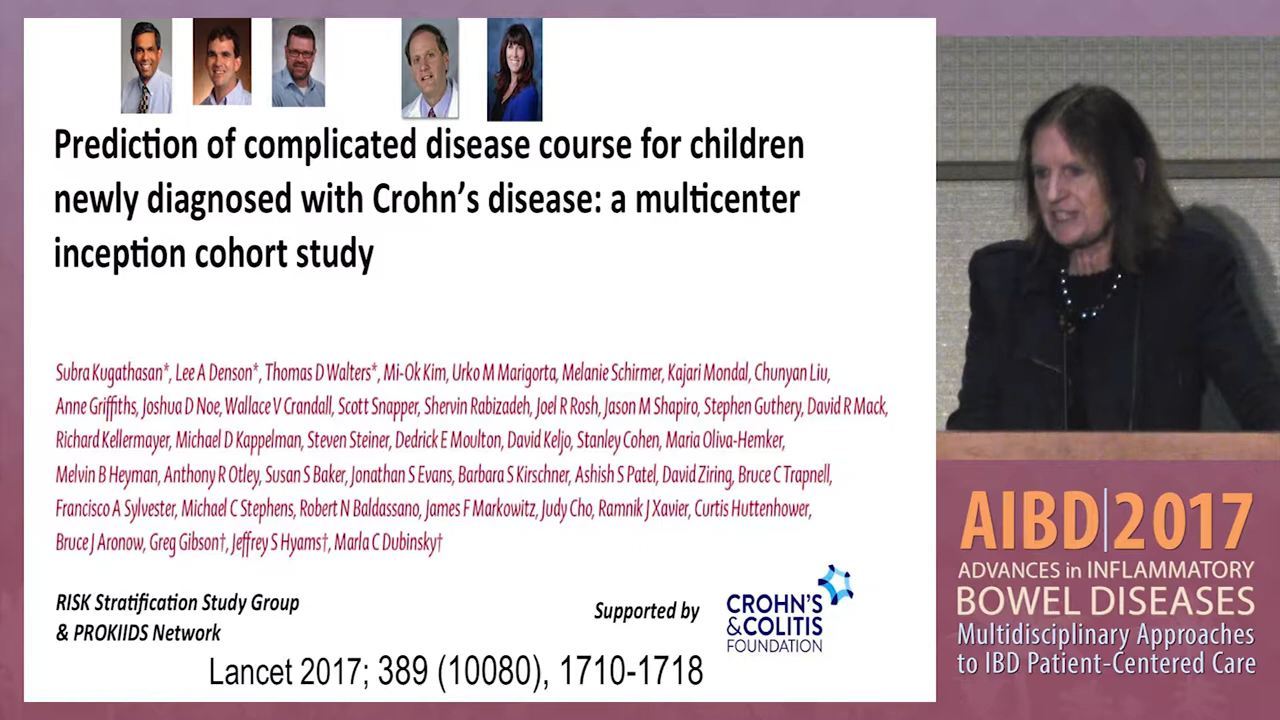 Prediction of complicated disease course for children
newly diagnosed with Crohn's disease: a multicenter
inception cohort study
Subra Kugathasan*, Lee A Denson*, Thomas D Walters*, Mi-Ok Kim, Urko M Marigorta, Melanie Schirmer, Kajari Mondal, Chunyan Liu,
Anne Griffiths, Joshua D Noe, Wallace V Crandall, Scott Snapper, Shervin Rabizadeh, Joel R Rosh, Jason M Shapiro, Stephen Guthery, David R Mack,
Richard Kellermayer, Michael D Kappelman, Steven Steiner, Dedrick E Moulton, David Keljo, Stanley Cohen, Maria Oliva-Hemker,
Melvin B Heyman, Anthony R Otley, Susan S Baker, Jonathan S Evans, Barbara S Kirschner, Ashish S Patel, David Ziring, Bruce C Trapnell,
Francisco A Sylvester, Michael C Stephens, Robert N Baldassano, James F Markowitz, Judy Cho, Ramnik J Xavier, Curtis Huttenhower,
Bruce J Aronow, Greg Gibson†, Jeffrey S Hyams†, Marla C Dubinsky†
RISK Stratification Study Group
& PROKIIDS Network
Supported by
CROHN'S
&COLITIS
FOUNDATION
Lancet 2017; 389 (10080), 1710-1718
AIBD|2017
ADVANCES in INFLAMMATORY
BOWEL DISEASES
Multidisciplinary Approaches
to IBD Patient-Centered Care